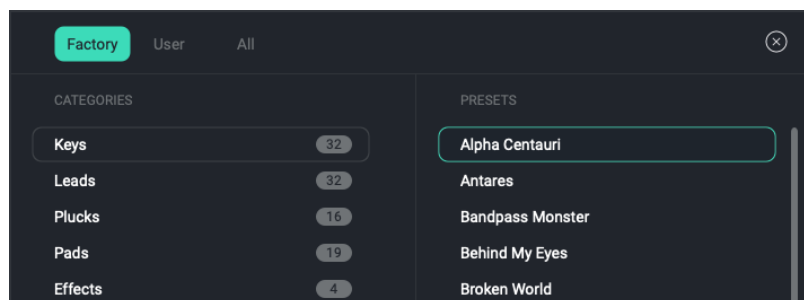 Factory User All
CATEGORIES
Keys 32
Leads 32
Plucks 16
Pads 19
Effects 4
PRESETS
Alpha Centauri
Antares
Bandpass Monster
Behind My Eyes
Broken World